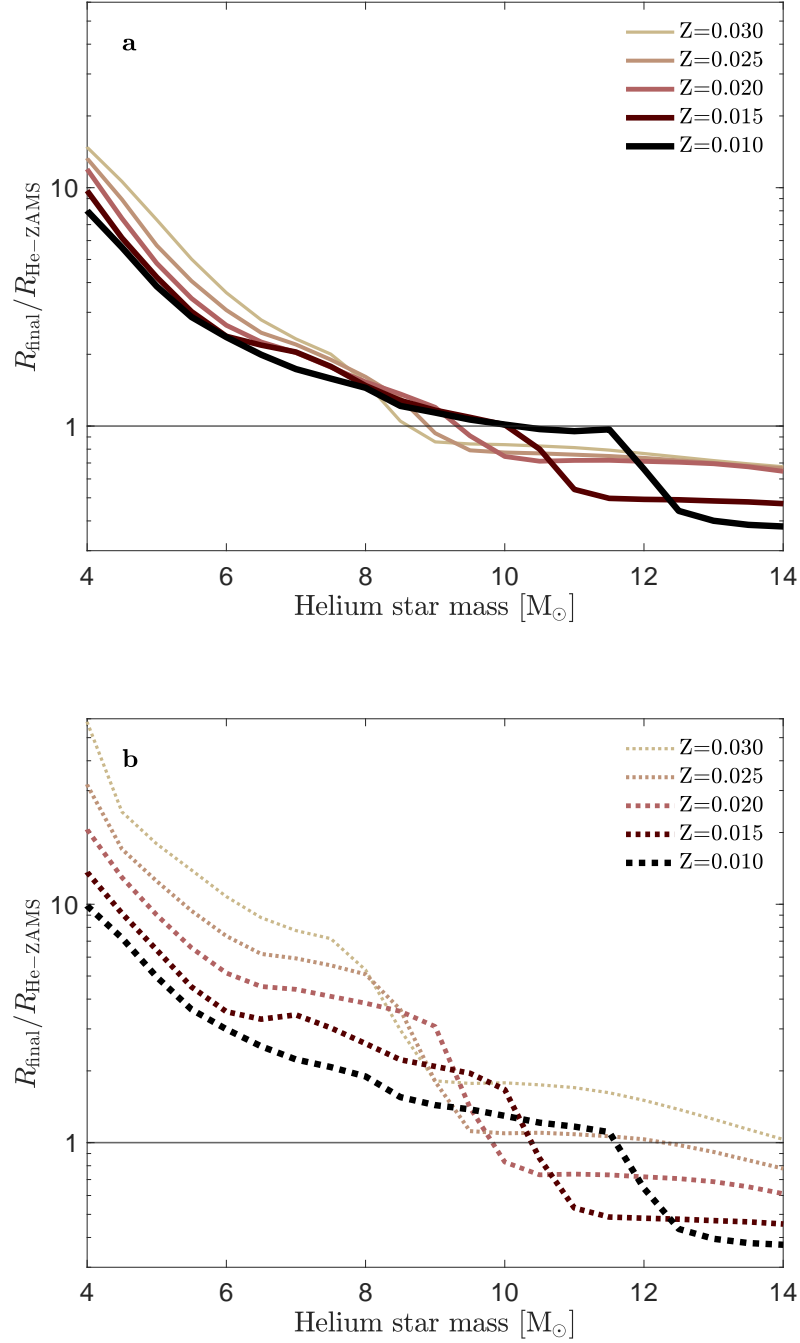 a
Z=0.030
Z=0.025
Z=0.020
Z=0.015
Z=0.010
10
1
R_final/R_He−ZAMS
4 6 8 10 12 14
Helium star mass [M_⊙]
b
Z=0.030
Z=0.025
Z=0.020
Z=0.015
Z=0.010
10
1
R_final/R_He−ZAMS
4 6 8 10 12 14
Helium star mass [M_⊙]